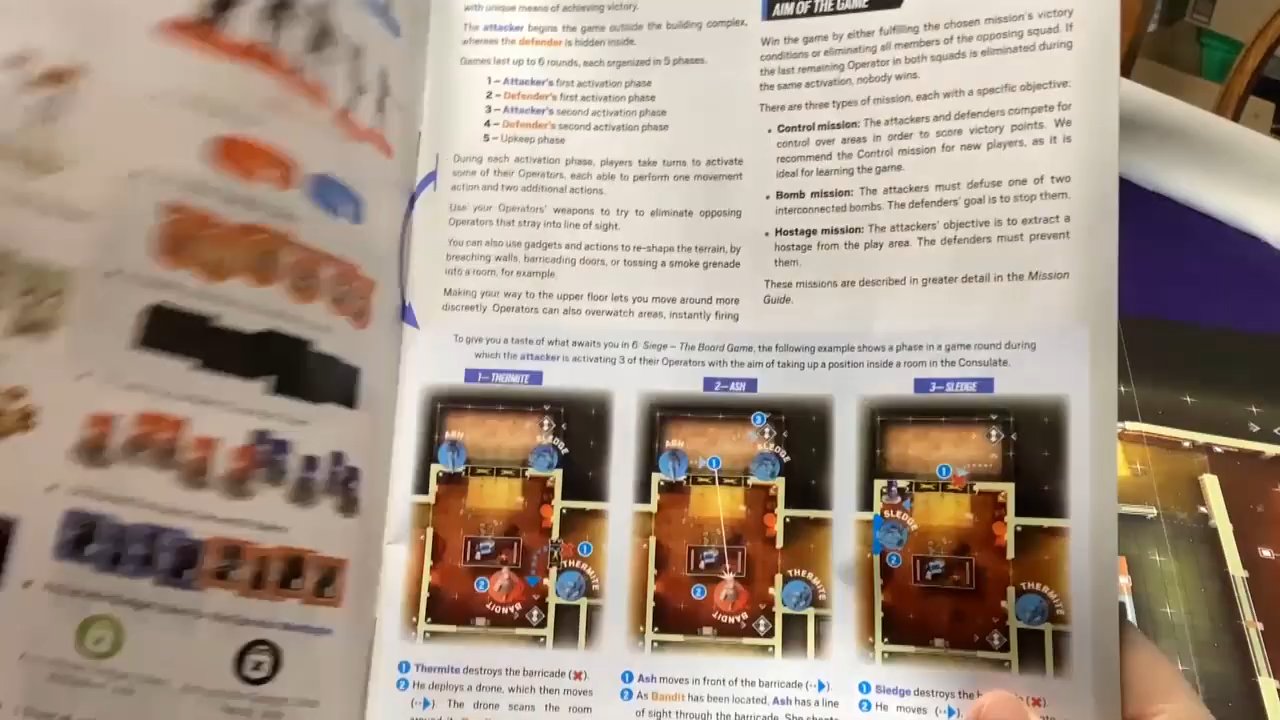 with unique means of achieving victory.
The attacker begins the game outside the building complex,
whereas the defender is hidden inside.
Games last up to 6 rounds, each organized in 5 phases.
1 – Attacker's first activation phase
2 – Defender's first activation phase
3 – Attacker's second activation phase
4 – Defender's second activation phase
5 – Upkeep phase
During each activation phase, players take turns to activate
some of their Operators, each able to perform one movement
action and two additional actions.
Use your Operators' weapons to try to eliminate opposing
Operators that stray into line of sight.
You can also use gadgets and actions to re-shape the terrain, by
breaching walls, barricading doors, or tossing a smoke grenade
into a room, for example.
Making your way to the upper floor lets you move around more
discreetly. Operators can also overwatch areas, instantly firing
AIM OF THE GAME
Win the game by either fulfilling the chosen mission's victory
conditions or eliminating all members of the opposing squad. If
the last remaining Operator in both squads is eliminated during
the same activation, nobody wins.
There are three types of mission, each with a specific objective:
• Control mission: The attackers and defenders compete for
control over areas in order to score victory points. We
recommend the Control mission for new players, as it is
ideal for learning the game.
• Bomb mission: The attackers must defuse one of two
interconnected bombs. The defenders' goal is to stop them.
• Hostage mission: The attackers' objective is to extract a
hostage from the play area. The defenders must prevent
them.
These missions are described in greater detail in the Mission
Guide.
To give you a taste of what awaits you in 6: Siege – The Board Game, the following example shows a phase in a game round during
which the attacker is activating 3 of their Operators with the aim of taking up a position inside a room in the Consulate.
1– THERMITE
2– ASH
3– SLEDGE
ASH
SLEDGE
1
THERMITE
2
BANDIT
3
ASH
1
SLEDGE
2
THERMITE
BANDIT
1
SLEDGE
2
THERMITE
1 Thermite destroys the barricade (✖).
2 He deploys a drone, which then moves
(··▶). The drone scans the room
1 Ash moves in front of the barricade (··▶).
2 As Bandit has been located, Ash has a line
of sight through the barricade. She shoots
1 Sledge destroys the (✖).
2 He moves (··▶).